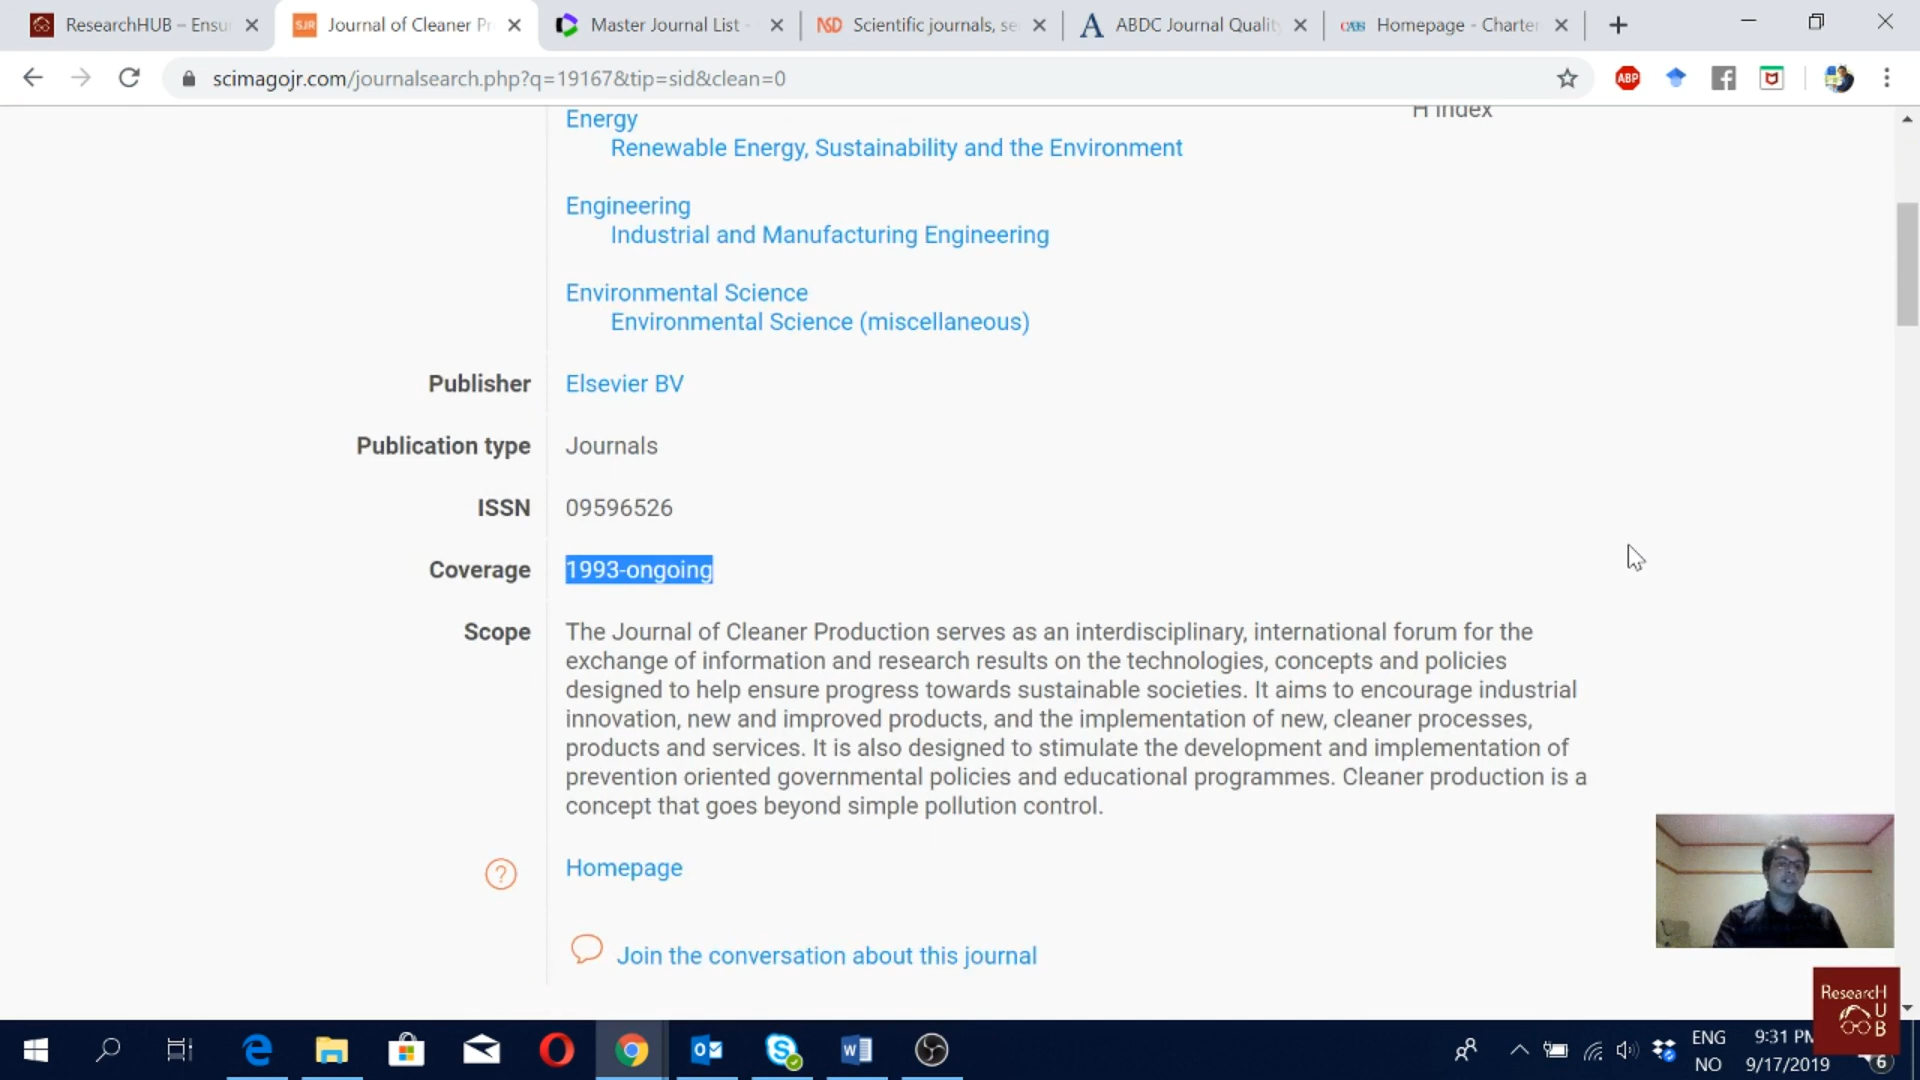 ResearchHUB – Ensu
SJR Journal of Cleaner Pr
Master Journal List -
NSD Scientific journals, se
A ABDC Journal Quality
CABS Homepage - Charter
scimagojr.com/journalsearch.php?q=19167&tip=sid&clean=0
ABP
H Index
Energy
Renewable Energy, Sustainability and the Environment
Engineering
Industrial and Manufacturing Engineering
Environmental Science
Environmental Science (miscellaneous)
Publisher Elsevier BV
Publication type Journals
ISSN 09596526
Coverage 1993-ongoing
Scope The Journal of Cleaner Production serves as an interdisciplinary, international forum for the
exchange of information and research results on the technologies, concepts and policies
designed to help ensure progress towards sustainable societies. It aims to encourage industrial
innovation, new and improved products, and the implementation of new, cleaner processes,
products and services. It is also designed to stimulate the development and implementation of
prevention oriented governmental policies and educational programmes. Cleaner production is a
concept that goes beyond simple pollution control.
? Homepage
Join the conversation about this journal
ResearcH
U
B
ENG 9:31 PM
NO 9/17/2019 6